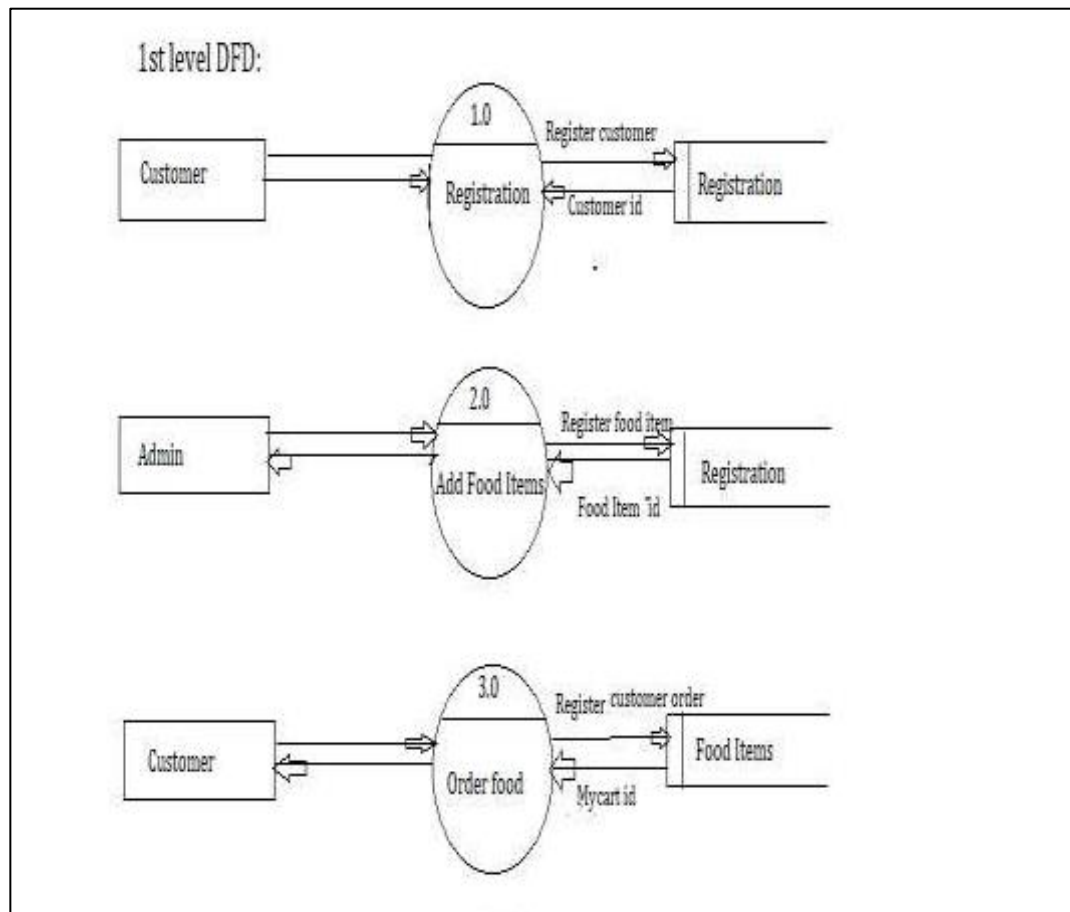 1st level DFD:
1.0
Customer
Registration
Register customer
Customer id
Registration
2.0
Admin
Add Food Items
Register food item
Food Item "id
Registration
3.0
Customer
Order food
Register customer order
Mycart id
Food Items